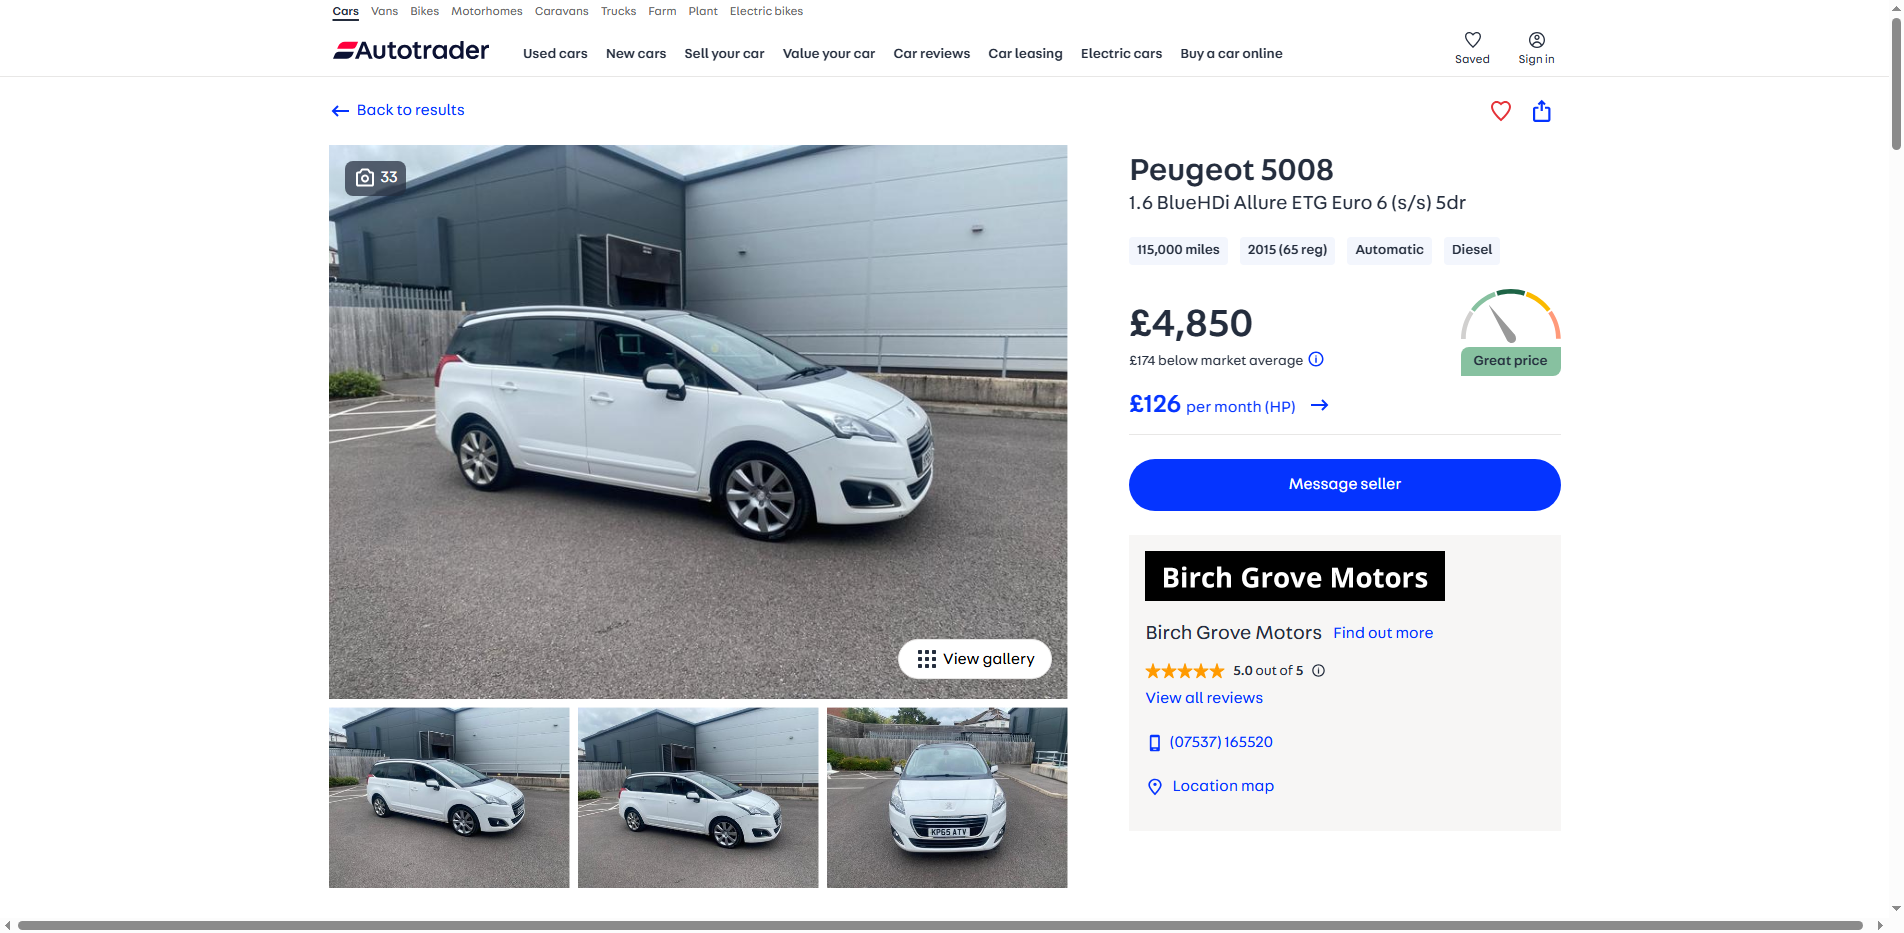 Cars Vans Bikes Motorhomes Caravans Trucks Farm Plant Electric bikes
Autotrader Used cars New cars Sell your car Value your car Car reviews Car leasing Electric cars Buy a car online Saved Sign in
Back to results
33
View gallery
KP65 ATV
Peugeot 5008
1.6 BlueHDi Allure ETG Euro 6 (s/s) 5dr
115,000 miles 2015 (65 reg) Automatic Diesel
£4,850
£174 below market average
Great price
£126 per month (HP)
Message seller
Birch Grove Motors
Birch Grove Motors Find out more
5.0 out of 5
View all reviews
(07537) 165520
Location map